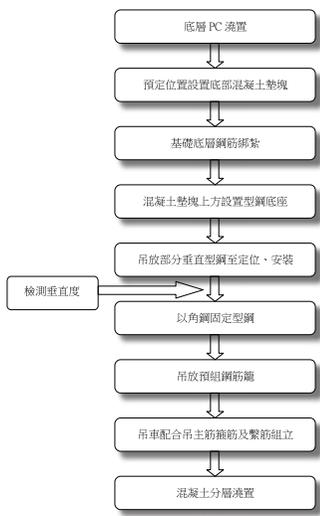 底層 PC 澆置
預定位置設置底部混凝土墊塊
基礎底層鋼筋綁紮
混凝土墊塊上方設置型鋼底座
吊放部分垂直型鋼至定位、安裝
檢測垂直度
以角鋼固定型鋼
吊放預組鋼筋籠
吊車配合吊主筋箍筋及繫筋組立
混凝土分層澆置